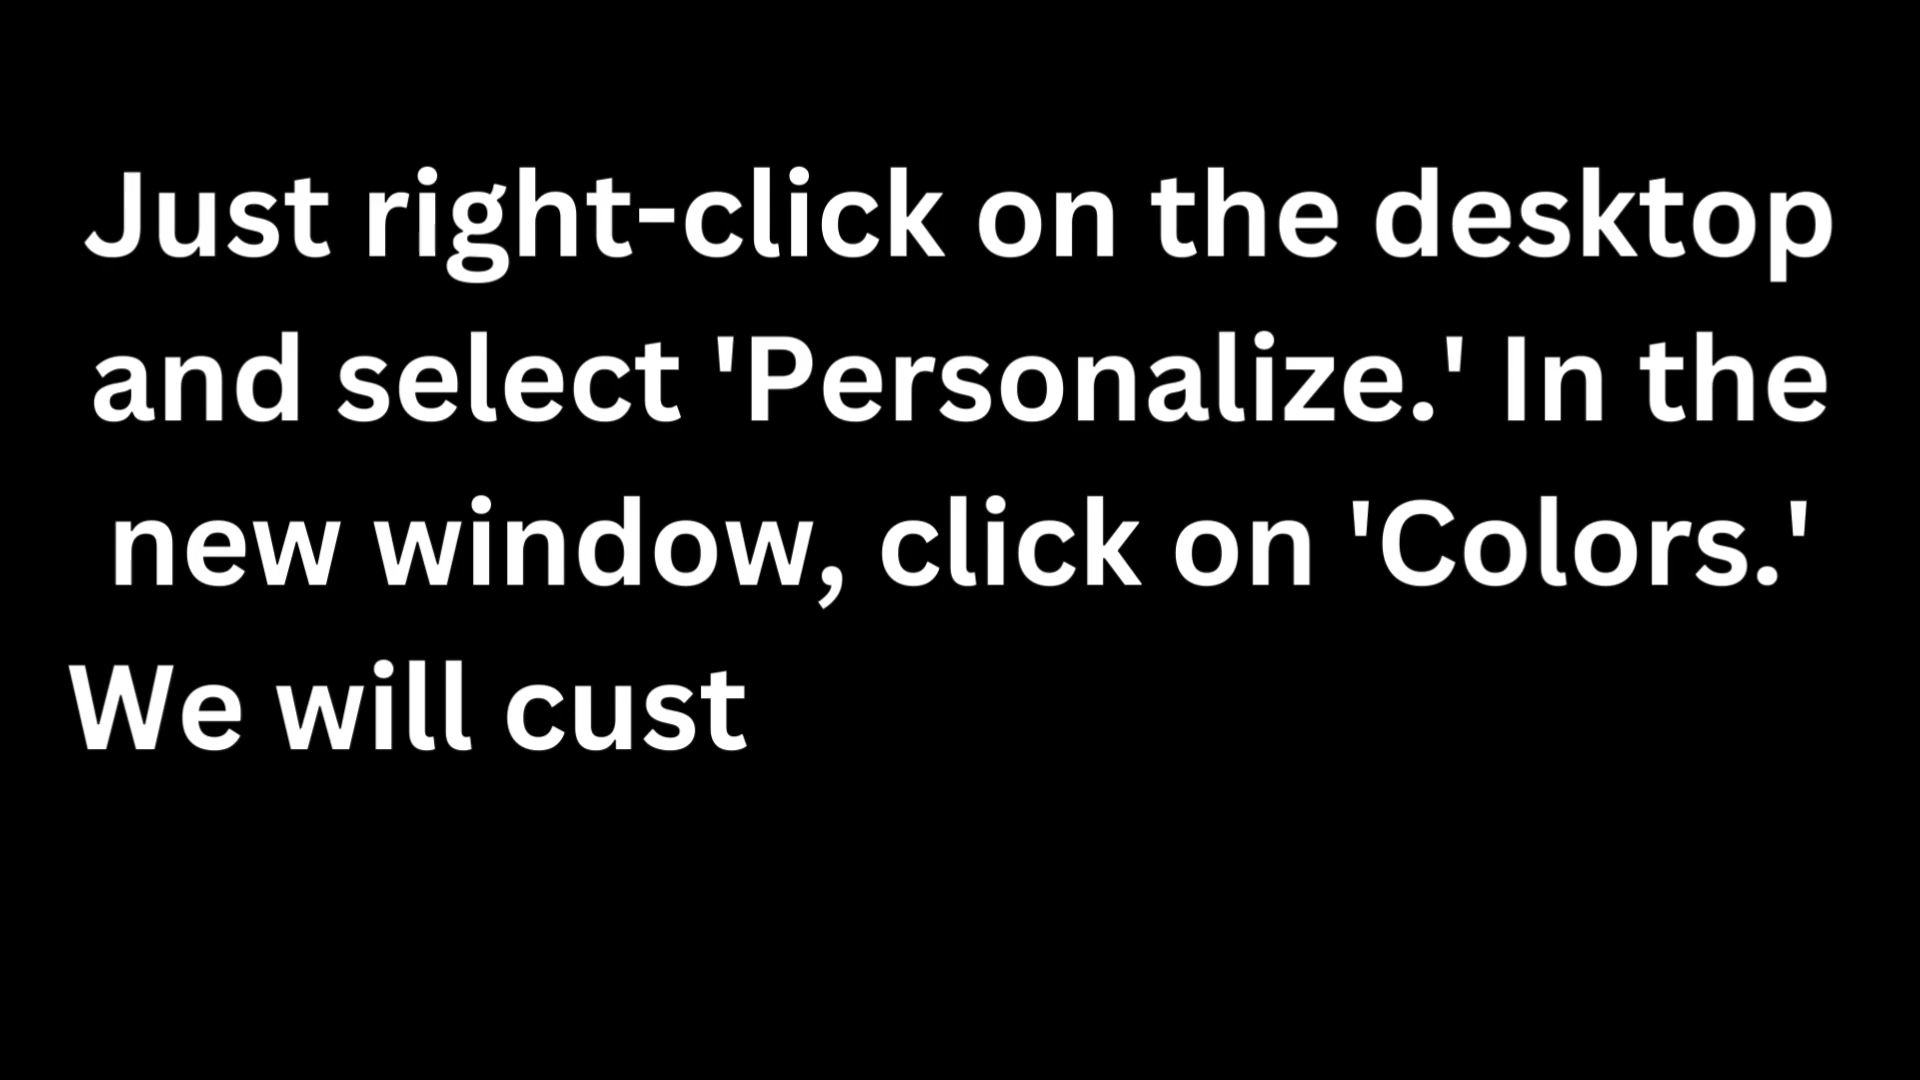 Just right-click on the desktop
and select 'Personalize.' In the
new window, click on 'Colors.'
We will cust